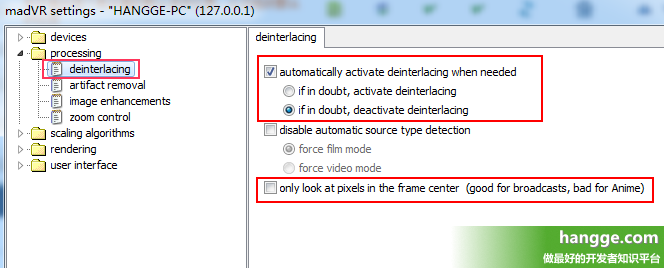 madVR settings - "HANGGE-PC" (127.0.0.1)
devices
processing
deinterlacing
artifact removal
image enhancements
zoom control
scaling algorithms
rendering
user interface
deinterlacing
automatically activate deinterlacing when needed
if in doubt, activate deinterlacing
if in doubt, deactivate deinterlacing
disable automatic source type detection
force film mode
force video mode
only look at pixels in the frame center (good for broadcasts, bad for Anime)
hangge.com
做最好的开发者知识平台